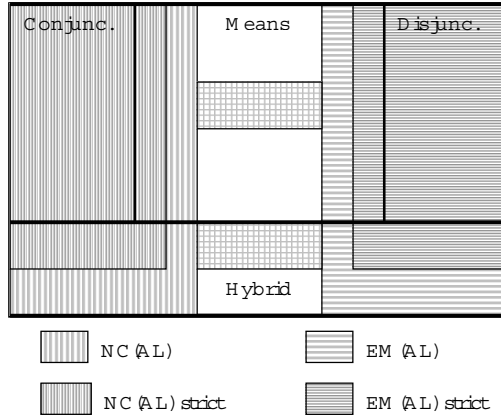 Conjunc. Means Disjunc.
Hybrid
NC(AL) EM(AL)
NC(AL)strict EM(AL)strict